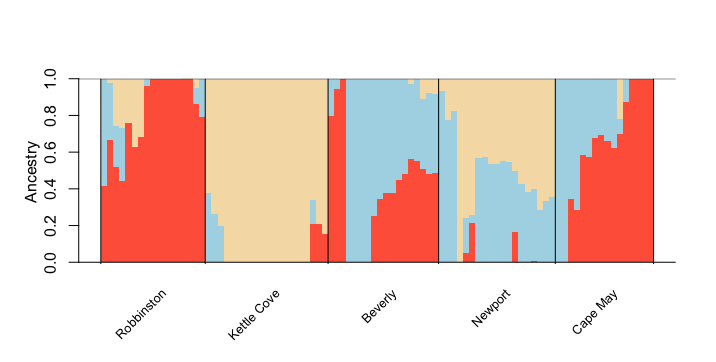 1.0
0.8
0.6
0.4
0.2
0.0
Ancestry
Robbinston
Kettle Cove
Beverly
Newport
Cape May